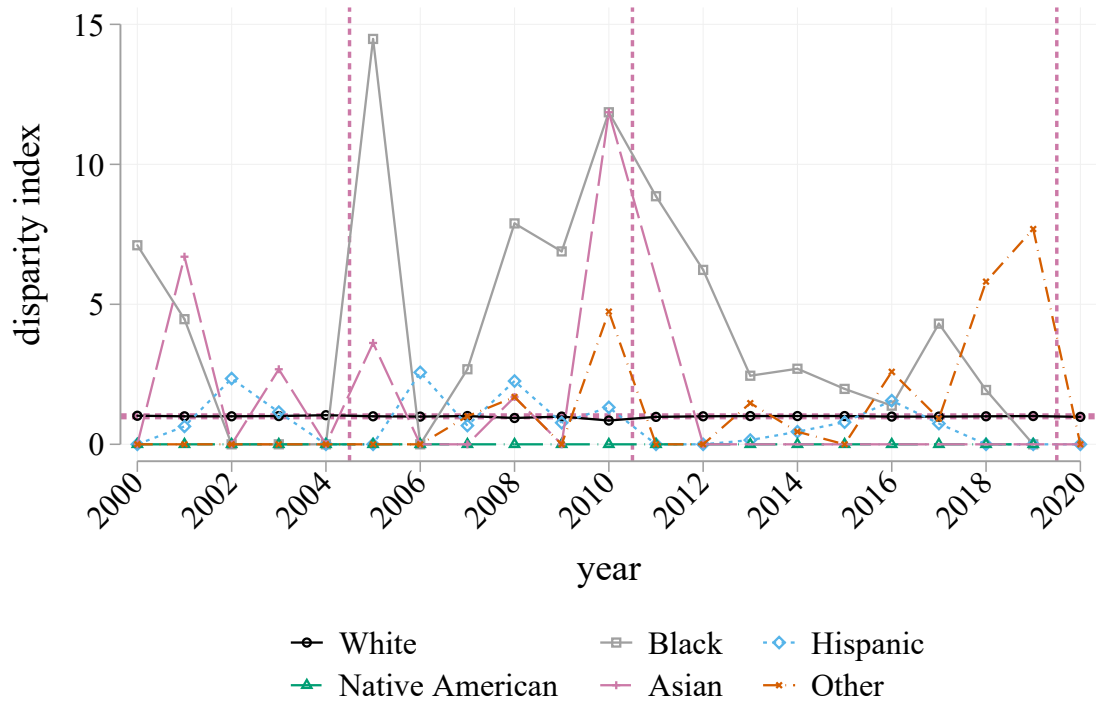 15
10
5
0
disparity index
2000 2002 2004 2006 2008 2010 2012 2014 2016 2018 2020
year
White Black Hispanic
Native American Asian Other